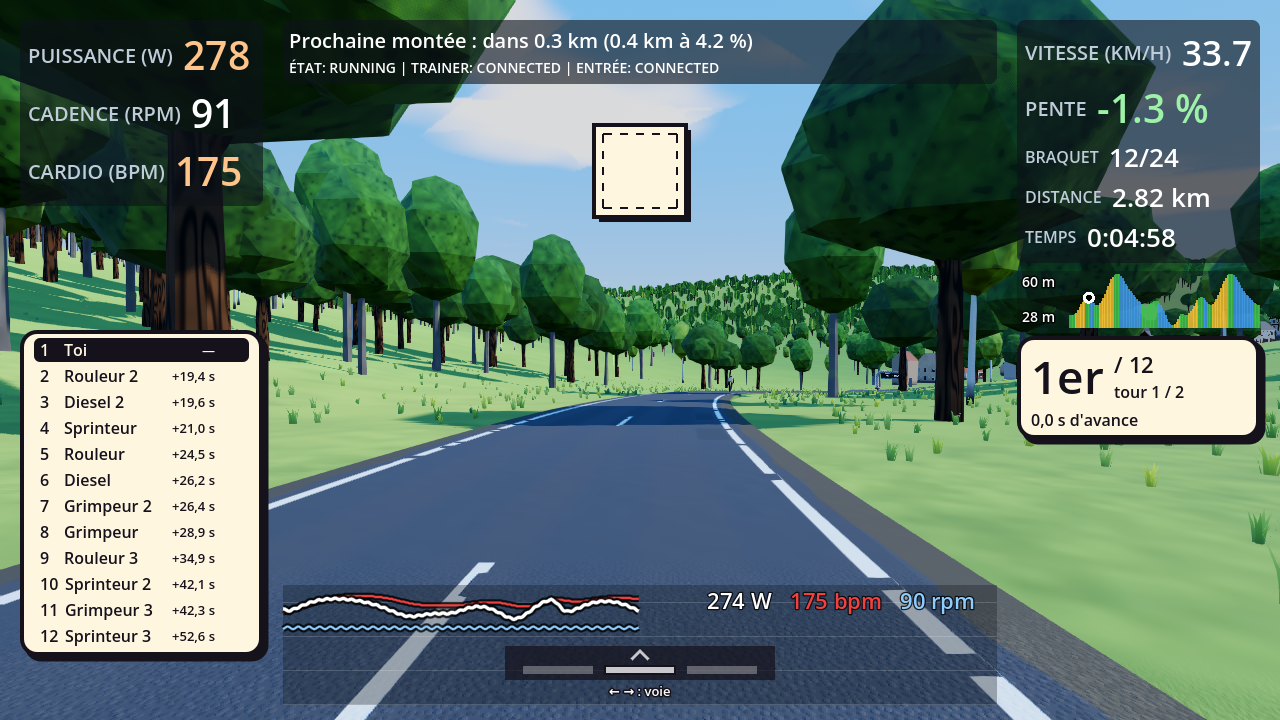 PUISSANCE (W) 278
CADENCE (RPM) 91
CARDIO (BPM) 175
Prochaine montée : dans 0.3 km (0.4 km à 4.2 %)
ÉTAT: RUNNING | TRAINER: CONNECTED | ENTRÉE: CONNECTED
VITESSE (KM/H) 33.7
PENTE -1.3 %
BRAQUET 12/24
DISTANCE 2.82 km
TEMPS 0:04:58
60 m
28 m
1er / 12
tour 1 / 2
0,0 s d'avance
1 Toi —
2 Rouleur 2 +19,4 s
3 Diesel 2 +19,6 s
4 Sprinteur +21,0 s
5 Rouleur +24,5 s
6 Diesel +26,2 s
7 Grimpeur 2 +26,4 s
8 Grimpeur +28,9 s
9 Rouleur 3 +34,9 s
10 Sprinteur 2 +42,1 s
11 Grimpeur 3 +42,3 s
12 Sprinteur 3 +52,6 s
274 W 175 bpm 90 rpm
← → : voie